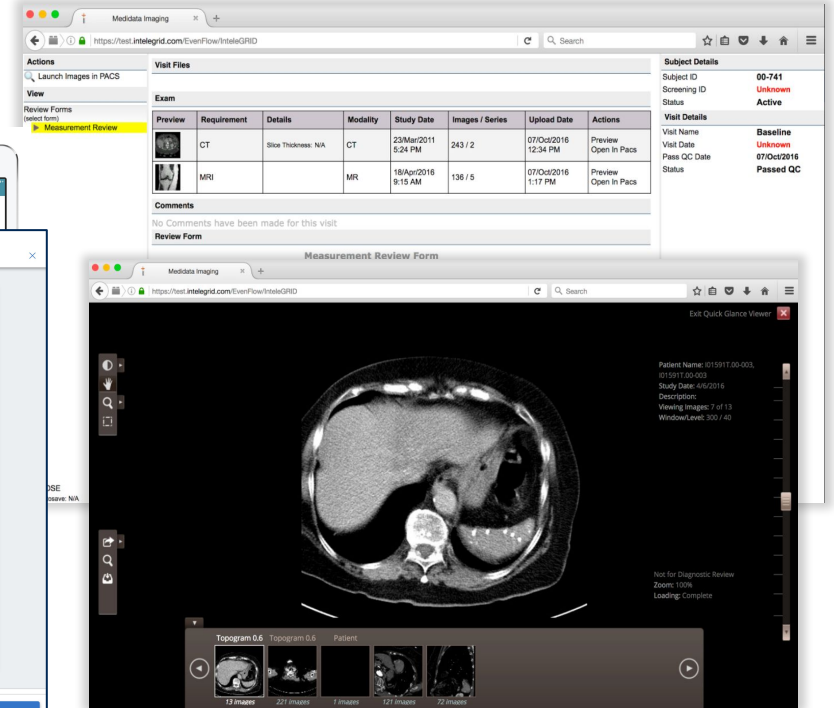 Medidata Imaging
https://test.intelegrid.com/EvenFlow/InteleGRID
Search
Actions
Launch Images in PACS
View
Review Forms
(select form)
Measurement Review
Visit Files
Exam
Preview Requirement Details Modality Study Date Images / Series Upload Date Actions
CT Slice Thickness: N/A CT 23/Mar/2011 5:24 PM 243 / 2 07/Oct/2016 12:34 PM Preview Open In Pacs
MRI MR 18/Apr/2016 9:15 AM 136 / 5 07/Oct/2016 1:17 PM Preview Open In Pacs
Comments
No Comments have been made for this visit
Review Form
Measurement Review Form
Subject Details
Subject ID 00-741
Screening ID Unknown
Status Active
Visit Details
Visit Name Baseline
Visit Date Unknown
Pass QC Date 07/Oct/2016
Status Passed QC
Medidata Imaging
https://test.intelegrid.com/EvenFlow/InteleGRID
Search
Exit Quick Glance Viewer
Patient Name: I01591T.00-003,
I01591T.00-003
Study Date: 4/6/2016
Description:
Viewing Images: 7 of 13
Window/Level: 300 / 40
Not for Diagnostic Review
Zoom: 100%
Loading: Complete
Topogram 0.6 Topogram 0.6 Patient
13 images 221 images 1 images 121 images 72 images